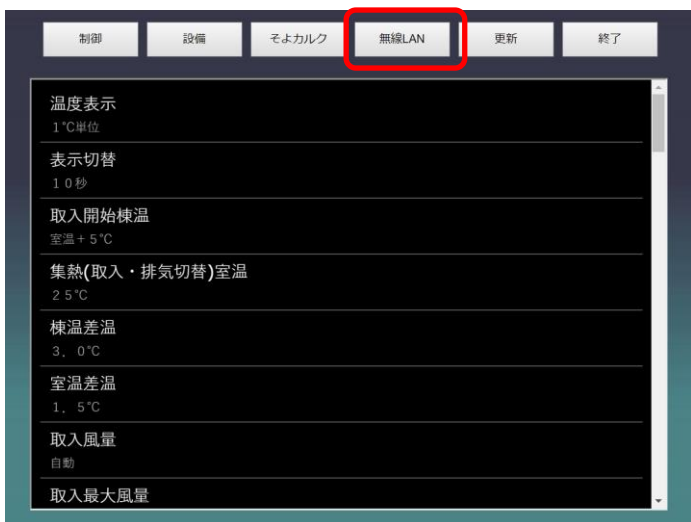 制御 設備 そよカルク 無線LAN 更新 終了
温度表示
1℃単位
表示切替
10秒
取入開始棟温
室温+5℃
集熱(取入・排気切替)室温
25℃
棟温差温
3.0℃
室温差温
1.5℃
取入風量
自動
取入最大風量